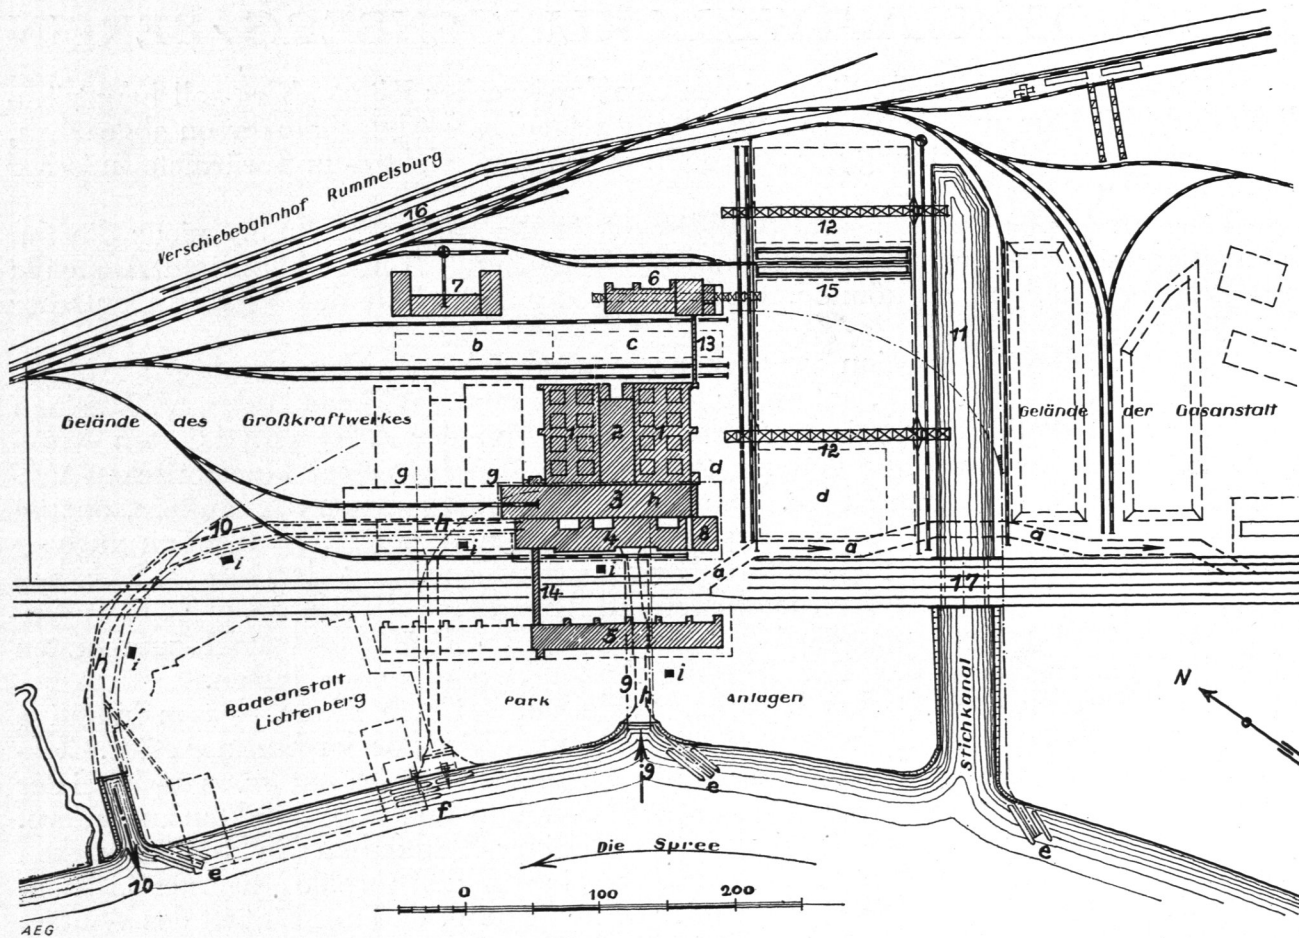 Verschiebebahnhof Rummelsburg
16
12
7
6
15
b
c
13
11
Gelände des Großkraftwerkes
1
2
1
Gelände der Gasanstalt
12
g
g
d
d
3
h
10
h
4
8
i
i
i
a
a
a
14
17
5
h
i
9
h
i
Badeanstalt
Lichtenberg
Park
Anlagen
N
Stichkanal
9
e
f
e
e
10
Die Spree
0
100
200
AEG